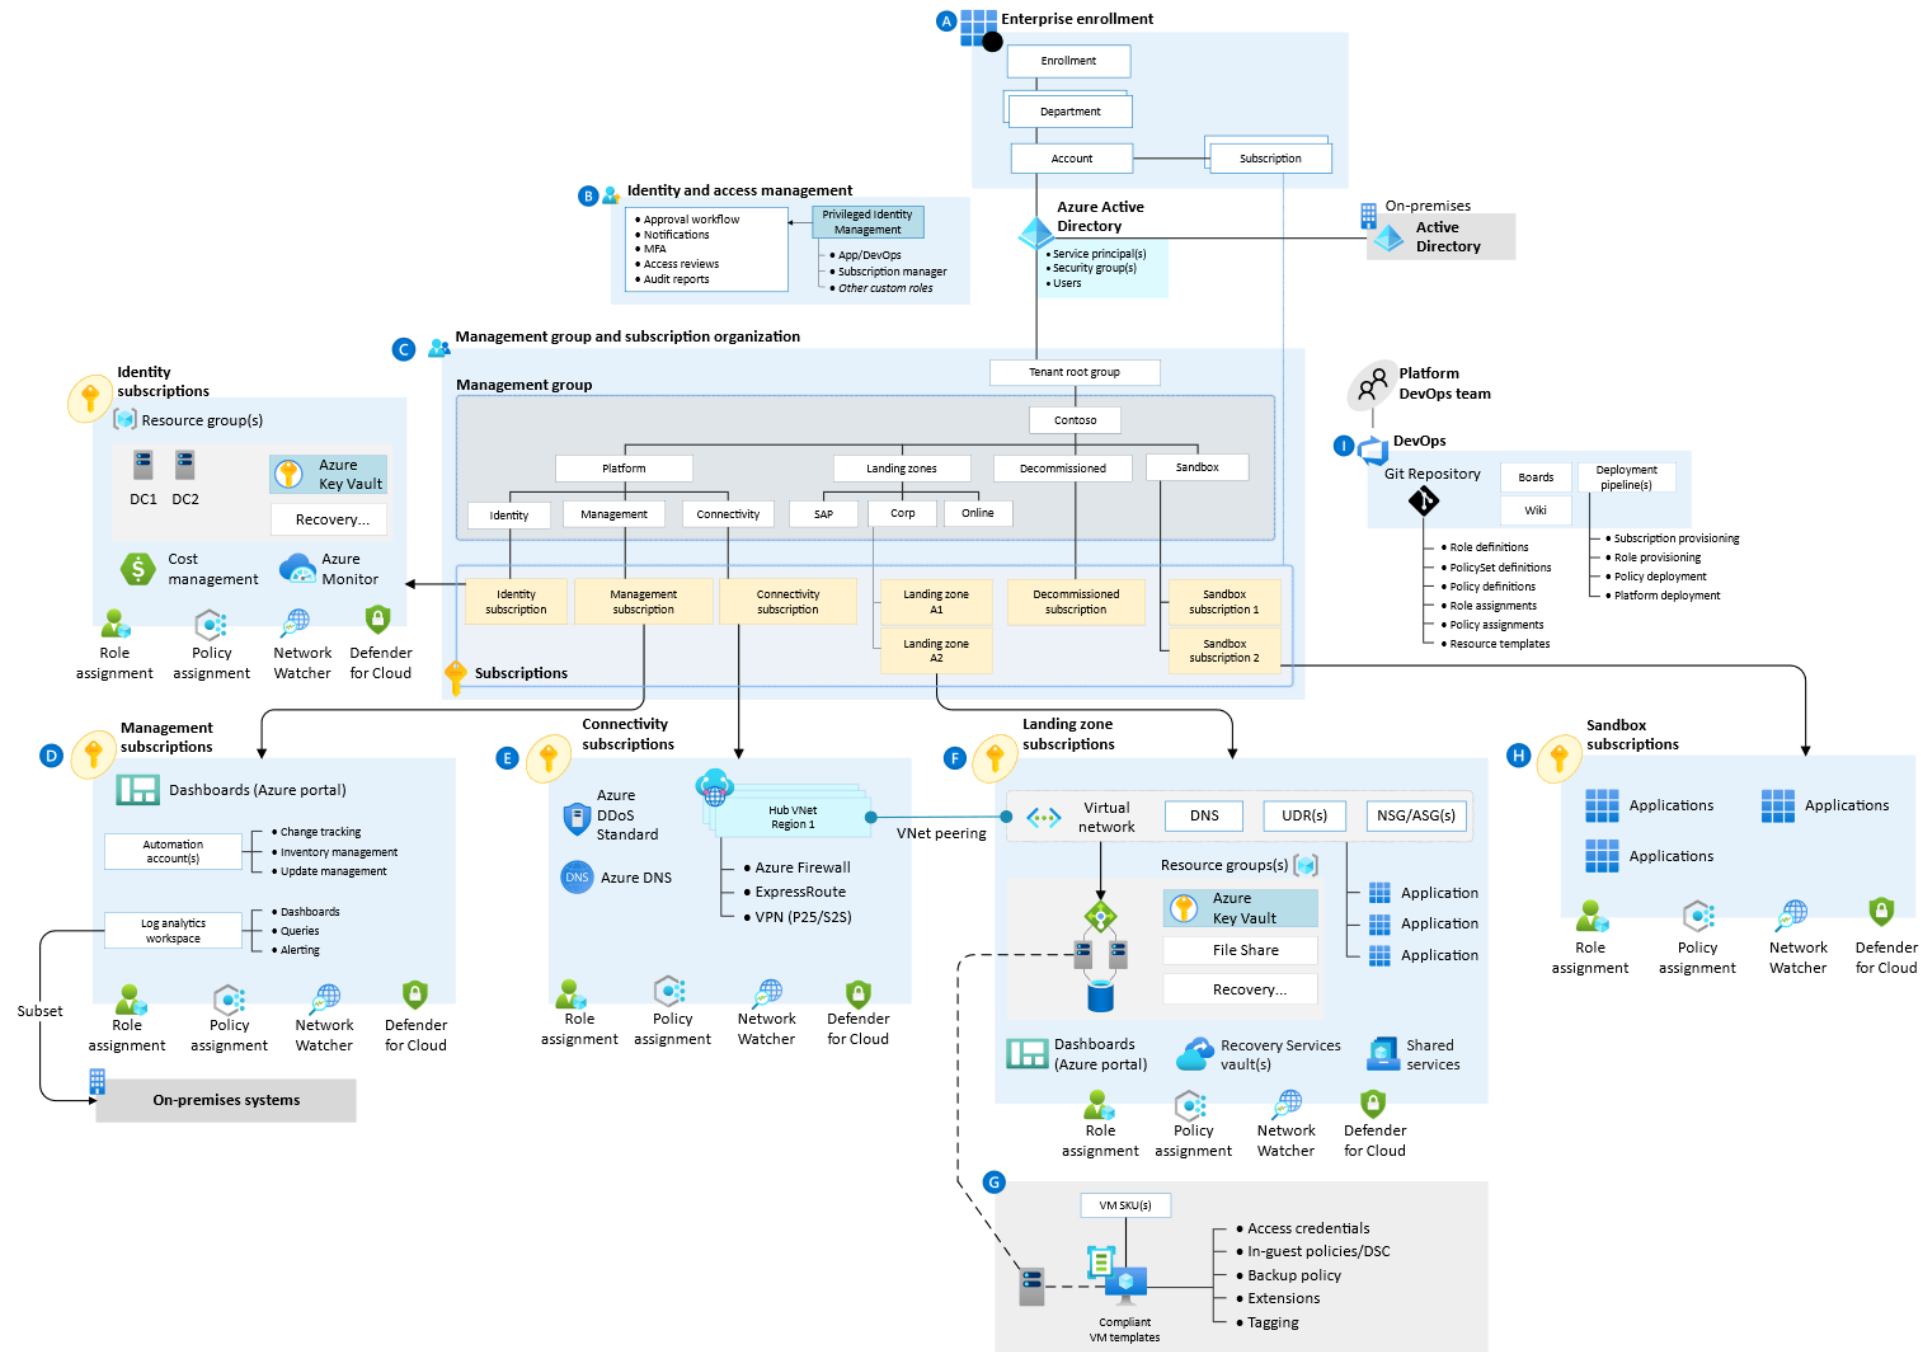 A
Enterprise enrollment
Enrollment
Department
Account
Subscription
B
Identity and access management
• Approval workflow
• Notifications
• MFA
• Access reviews
• Audit reports
Privileged Identity
Management
• App/DevOps
• Subscription manager
• Other custom roles
Azure Active
Directory
• Service principal(s)
• Security group(s)
• Users
On-premises
Active
Directory
C
Management group and subscription organization
Management group
Tenant root group
Contoso
Platform
Landing zones
Decommissioned
Sandbox
Identity
Management
Connectivity
SAP
Corp
Online
Identity
subscription
Management
subscription
Connectivity
subscription
Landing zone
A1
Landing zone
A2
Decommissioned
subscription
Sandbox
subscription 1
Sandbox
subscription 2
Subscriptions
Identity
subscriptions
Resource group(s)
DC1
DC2
Azure
Key Vault
Recovery...
Cost
management
Azure
Monitor
Role
assignment
Policy
assignment
Network
Watcher
Defender
for Cloud
Platform
DevOps team
I
DevOps
Git Repository
Boards
Wiki
Deployment
pipeline(s)
• Role definitions
• PolicySet definitions
• Policy definitions
• Role assignments
• Policy assignments
• Resource templates
• Subscription provisioning
• Role provisioning
• Policy deployment
• Platform deployment
D
Management
subscriptions
Dashboards (Azure portal)
Automation
account(s)
• Change tracking
• Inventory management
• Update management
Log analytics
workspace
• Dashboards
• Queries
• Alerting
Subset
Role
assignment
Policy
assignment
Network
Watcher
Defender
for Cloud
On-premises systems
E
Connectivity
subscriptions
Azure
DDoS
Standard
DNS
Azure DNS
Hub VNet
Region 1
• Azure Firewall
• ExpressRoute
• VPN (P25/S2S)
VNet peering
Role
assignment
Policy
assignment
Network
Watcher
Defender
for Cloud
F
Landing zone
subscriptions
Virtual
network
DNS
UDR(s)
NSG/ASG(s)
Resource groups(s)
Azure
Key Vault
File Share
Recovery...
Application
Application
Application
Dashboards
(Azure portal)
Recovery Services
vault(s)
Shared
services
Role
assignment
Policy
assignment
Network
Watcher
Defender
for Cloud
H
Sandbox
subscriptions
Applications
Applications
Applications
Role
assignment
Policy
assignment
Network
Watcher
Defender
for Cloud
G
VM SKU(s)
Compliant
VM templates
• Access credentials
• In-guest policies/DSC
• Backup policy
• Extensions
• Tagging